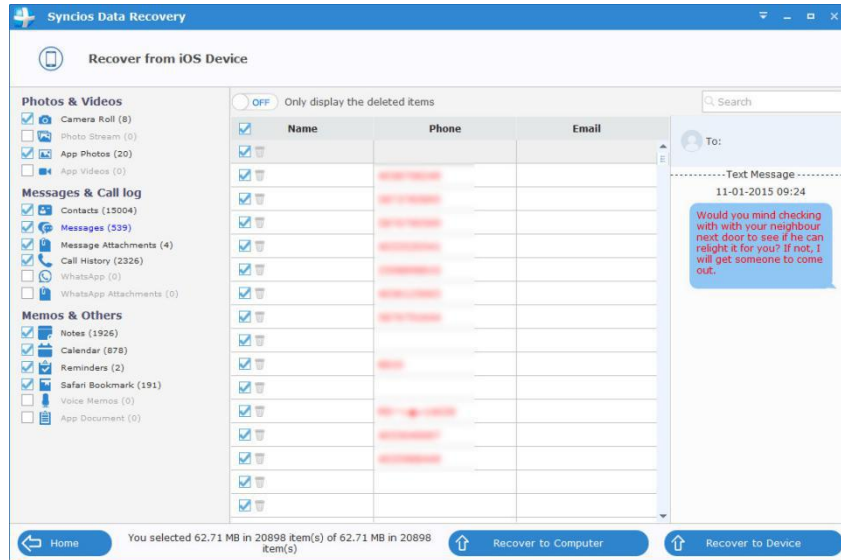 Syncios Data Recovery
Recover from iOS Device
Photos & Videos
Camera Roll (8)
Photo Stream (0)
App Photos (20)
App Videos (0)
Messages & Call log
Contacts (15004)
Messages (539)
Message Attachments (4)
Call History (2326)
WhatsApp (0)
WhatsApp Attachments (0)
Memos & Others
Notes (1926)
Calendar (878)
Reminders (2)
Safari Bookmark (191)
Voice Memos (0)
App Document (0)
OFF Only display the deleted items
Search
Name Phone Email
To:
Text Message
11-01-2015 09:24
Would you mind checking
with with your neighbour
next door to see if he can
relight it for you? If not, I
will get someone to come
out.
Home
You selected 62.71 MB in 20898 item(s) of 62.71 MB in 20898
item(s)
Recover to Computer
Recover to Device